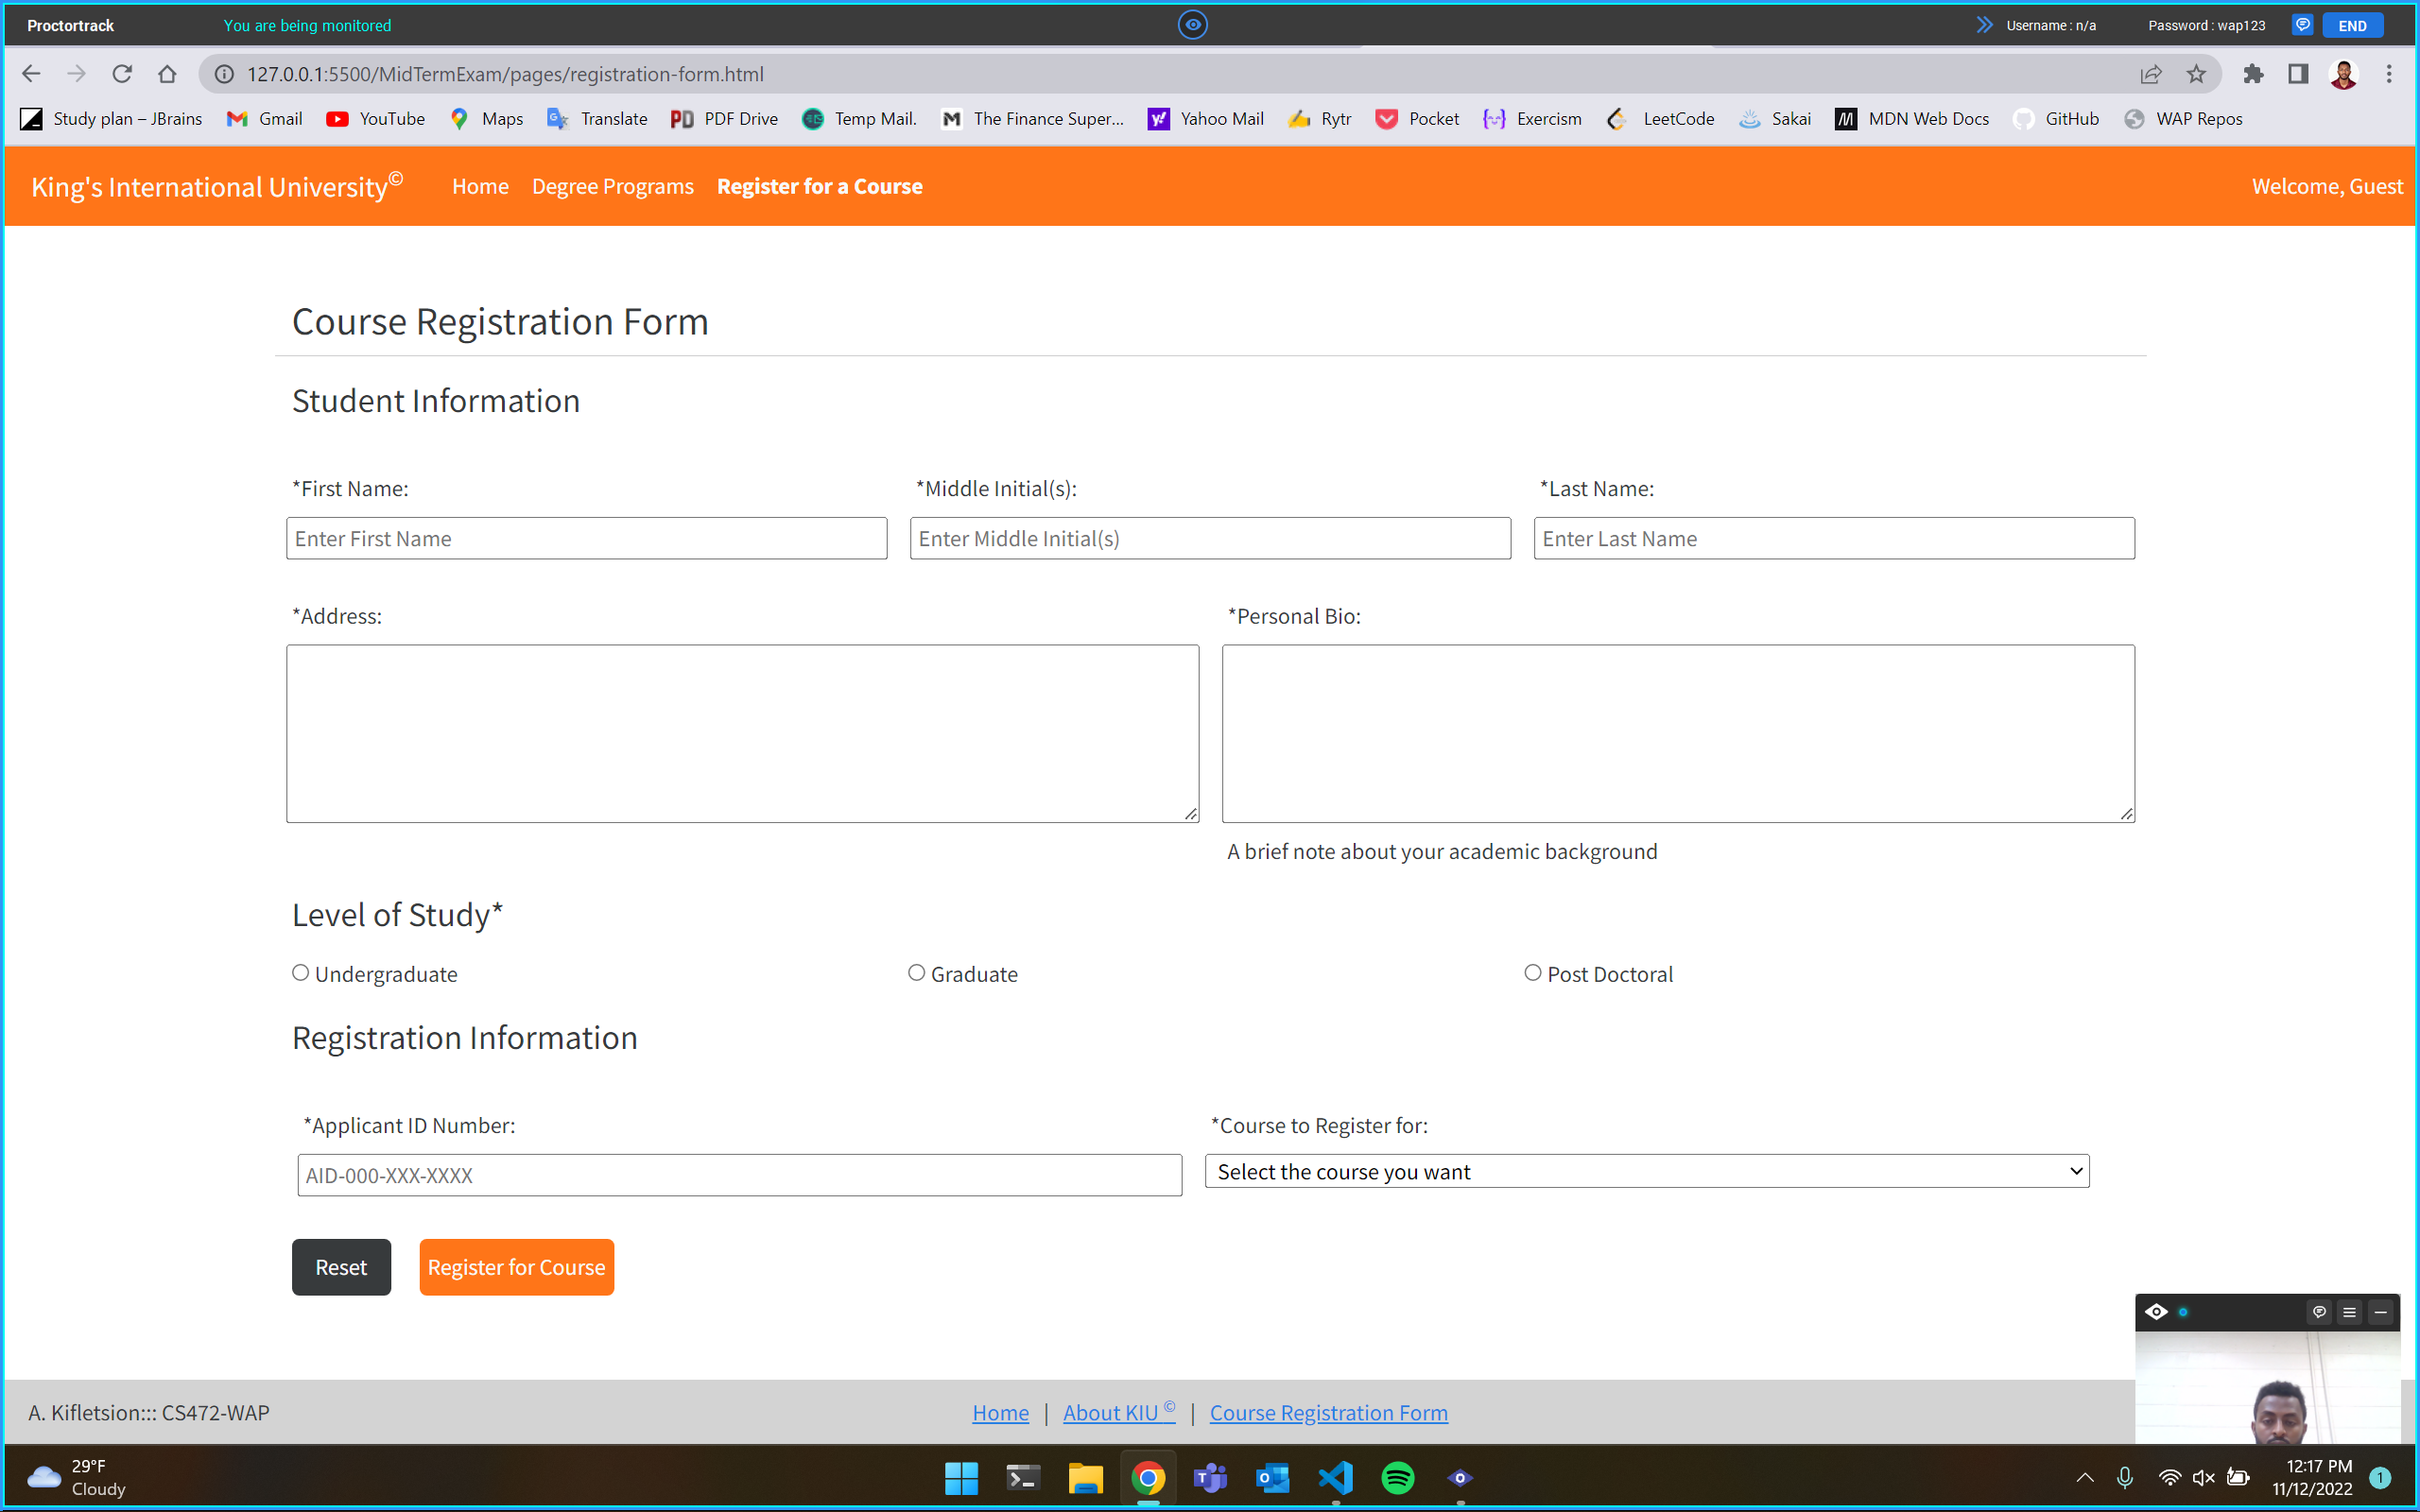 Proctortrack You are being monitored Username : n/a Password : wap123 END
127.0.0.1:5500/MidTermExam/pages/registration-form.html
Study plan – JBrains Gmail YouTube Maps Translate PDF Drive Temp Mail. The Finance Super... Yahoo Mail Rytr Pocket Exercism LeetCode Sakai MDN Web Docs GitHub WAP Repos
King's International University© Home Degree Programs Register for a Course Welcome, Guest
Course Registration Form
Student Information
*First Name: *Middle Initial(s): *Last Name:
Enter First Name Enter Middle Initial(s) Enter Last Name
*Address: *Personal Bio:
A brief note about your academic background
Level of Study*
Undergraduate Graduate Post Doctoral
Registration Information
*Applicant ID Number: *Course to Register for:
AID-000-XXX-XXXX Select the course you want
Reset Register for Course
A. Kifletsion::: CS472-WAP Home | About KIU © | Course Registration Form
29°F
Cloudy
12:17 PM
11/12/2022 1